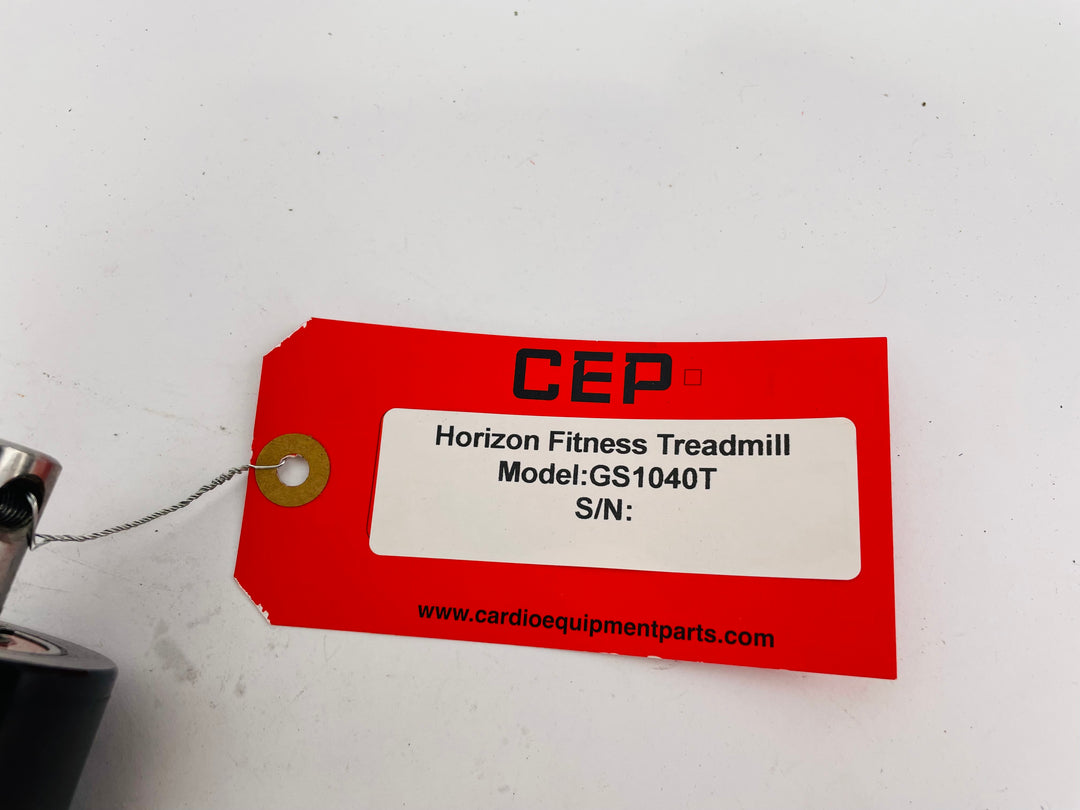 CEP
Horizon Fitness Treadmill
Model:GS1040T
S/N:
www.cardioequipmentparts.com